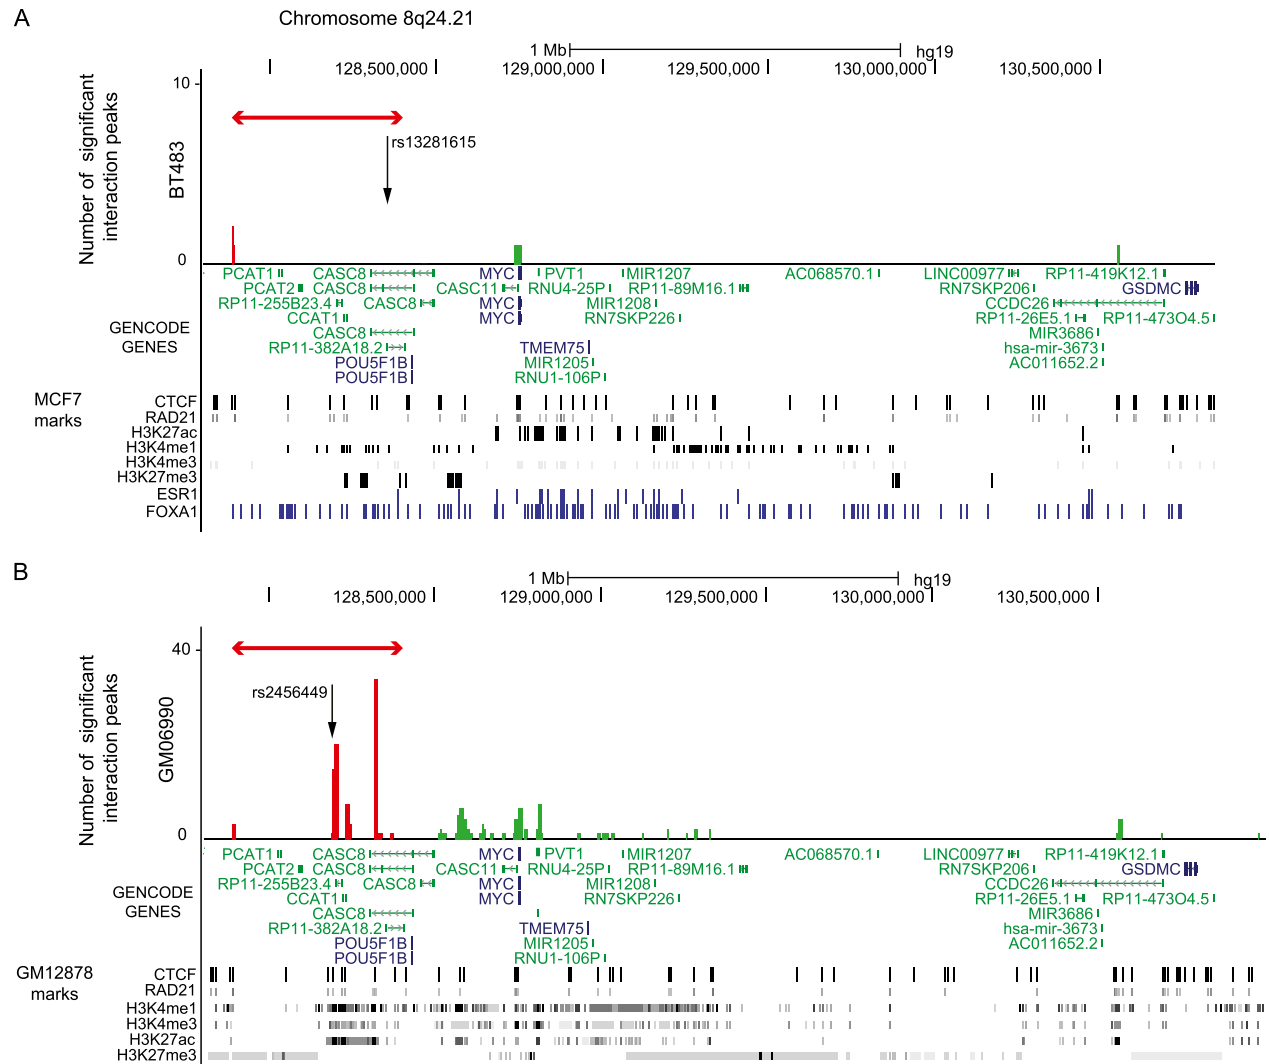 A
Chromosome 8q24.21
1 Mb hg19
128,500,000 129,000,000 129,500,000 130,000,000 130,500,000
Number of significant
interaction peaks
BT483
10
0
rs13281615
PCAT1 CASC8 MYC PVT1 MIR1207 AC068570.1 LINC00977 RP11-419K12.1
PCAT2 CASC8 CASC11 RNU4-25P RP11-89M16.1 RN7SKP206 GSDMC
RP11-255B23.4 CASC8 MYC MIR1208 CCDC26
CCAT1 MYC RN7SKP226 RP11-26E5.1 RP11-473O4.5
GENCODE
GENES
CASC8 MIR3686
RP11-382A18.2 TMEM75 hsa-mir-3673
POU5F1B MIR1205 AC011652.2
POU5F1B RNU1-106P
MCF7
marks
CTCF
RAD21
H3K27ac
H3K4me1
H3K4me3
H3K27me3
ESR1
FOXA1
B
1 Mb hg19
128,500,000 129,000,000 129,500,000 130,000,000 130,500,000
Number of significant
interaction peaks
GM06990
40
0
rs2456449
PCAT1 CASC8 MYC PVT1 MIR1207 AC068570.1 LINC00977 RP11-419K12.1
PCAT2 CASC8 CASC11 RNU4-25P RP11-89M16.1 RN7SKP206 GSDMC
RP11-255B23.4 CASC8 MYC MIR1208 CCDC26
CCAT1 MYC RN7SKP226 RP11-26E5.1 RP11-473O4.5
GENCODE
GENES
CASC8 MIR3686
RP11-382A18.2 TMEM75 hsa-mir-3673
POU5F1B MIR1205 AC011652.2
POU5F1B RNU1-106P
GM12878
marks
CTCF
RAD21
H3K4me1
H3K4me3
H3K27ac
H3K27me3